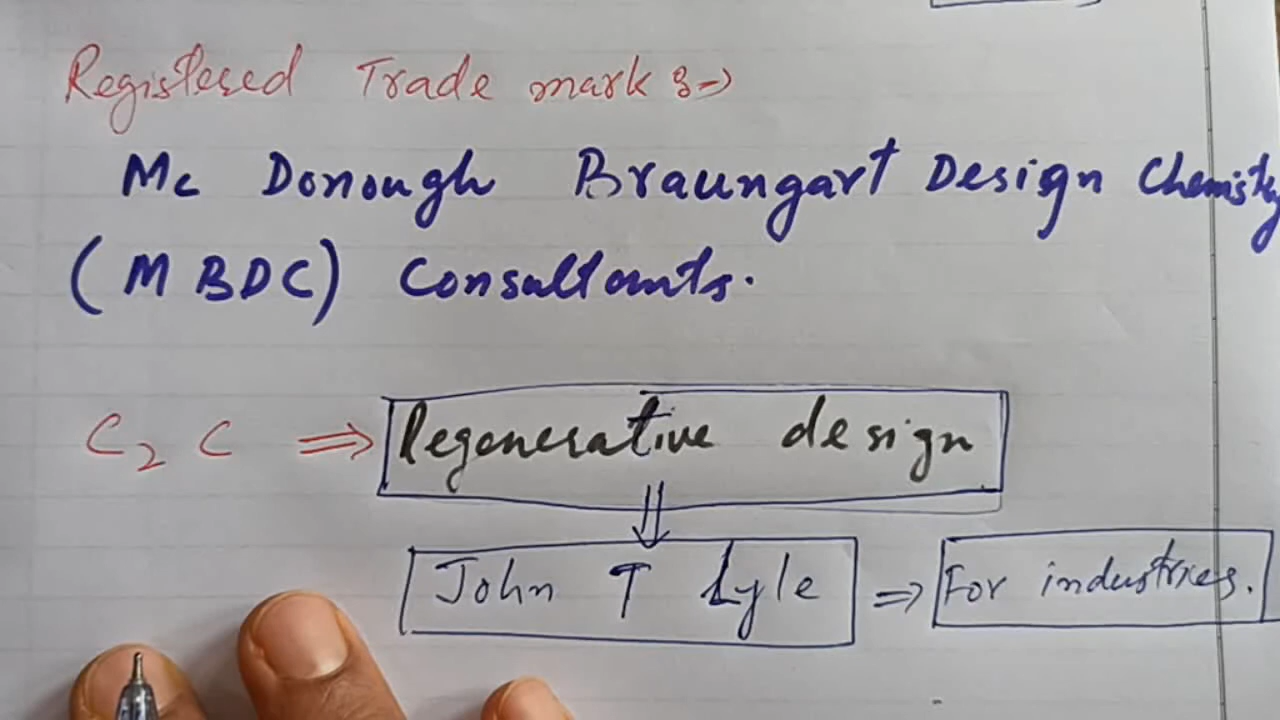 Registered Trade mark :->
Mc Donough Braungart Design Chemistry
(MBDC) Consultants.
C2C ⇒ Regenerative design
⇓
John T Lyle ⇒ For industries.